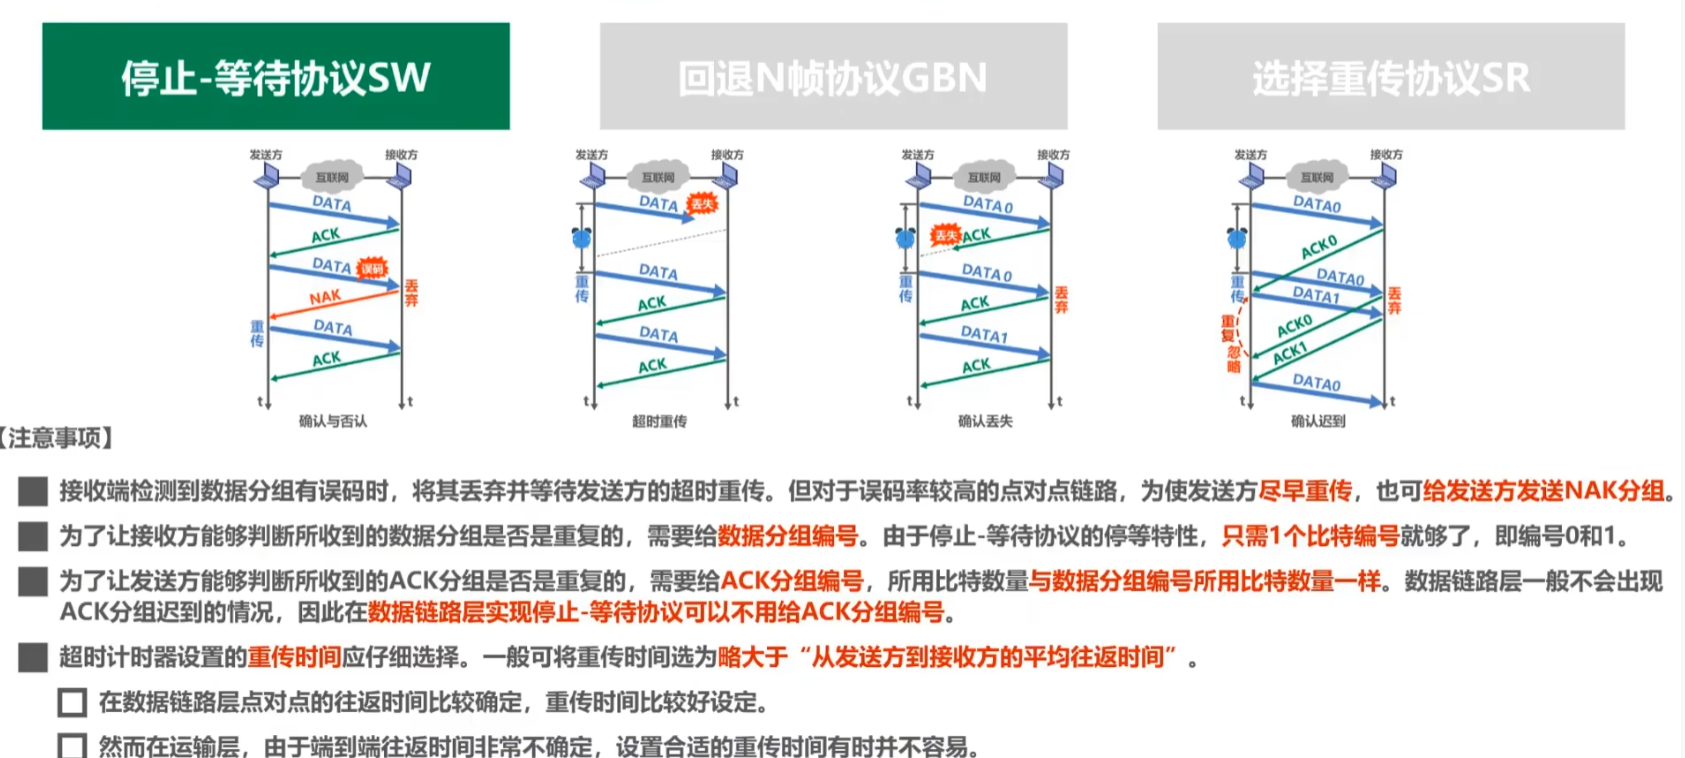 停止-等待协议SW
回退N帧协议GBN
选择重传协议SR
发送方
接收方
互联网
DATA
ACK
DATA
误码
丢弃
NAK
重传
DATA
ACK
t
t
确认与否认
发送方
接收方
互联网
DATA
丢失
重传
DATA
ACK
DATA
ACK
t
t
超时重传
发送方
接收方
互联网
DATA0
丢失
ACK
重传
DATA0
丢弃
ACK
DATA1
ACK
t
t
确认丢失
发送方
接收方
互联网
DATA0
ACK0
重传
DATA0
DATA1
丢弃
重复
忽略
ACK0
ACK1
DATA0
t
t
确认迟到
【注意事项】
接收端检测到数据分组有误码时，将其丢弃并等待发送方的超时重传。但对于误码率较高的点对点链路，为使发送方尽早重传，也可给发送方发送NAK分组。
为了让接收方能够判断所收到的数据分组是否是重复的，需要给数据分组编号。由于停止-等待协议的停等特性，只需1个比特编号就够了，即编号0和1。
为了让发送方能够判断所收到的ACK分组是否是重复的，需要给ACK分组编号，所用比特数量与数据分组编号所用比特数量一样。数据链路层一般不会出现
ACK分组迟到的情况，因此在数据链路层实现停止-等待协议可以不用给ACK分组编号。
超时计时器设置的重传时间应仔细选择。一般可将重传时间选为略大于“从发送方到接收方的平均往返时间”。
在数据链路层点对点的往返时间比较确定，重传时间比较好设定。
然而在运输层，由于端到端往返时间非常不确定，设置合适的重传时间有时并不容易。